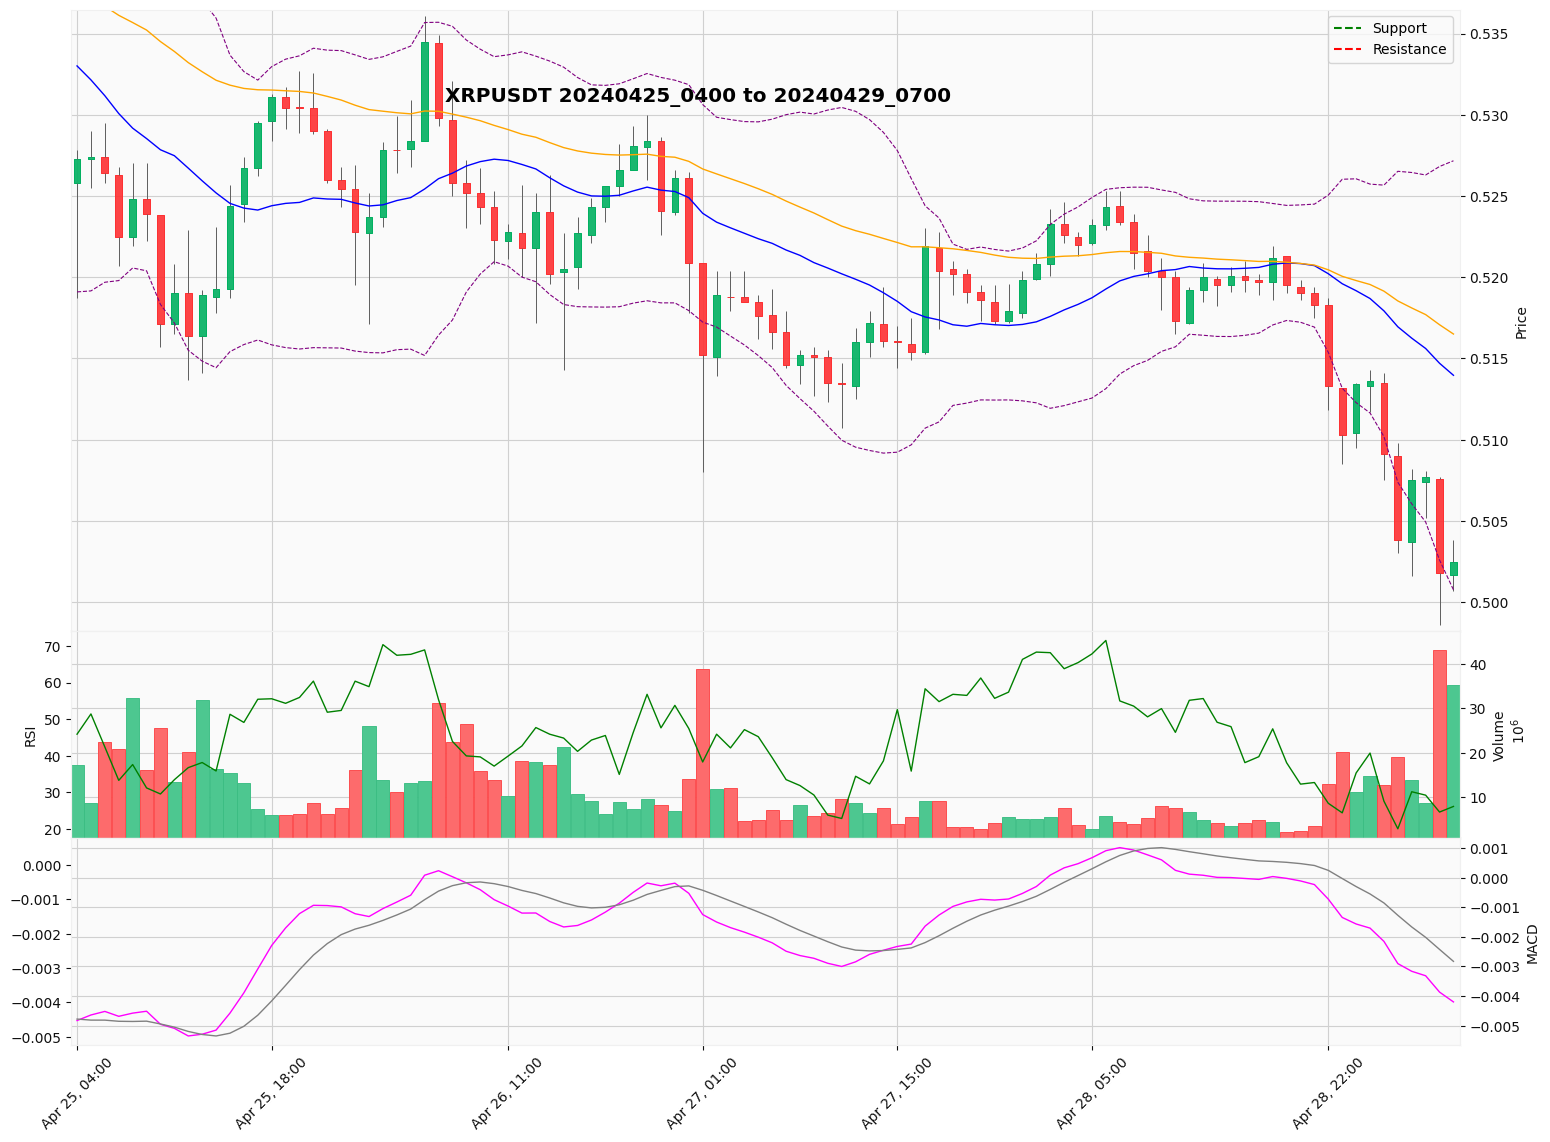 XRPUSDT 20240425_0400 to 20240429_0700
Support
Resistance
0.535
0.530
0.525
0.520
0.515
0.510
0.505
0.500
Price
70
60
50
40
30
20
RSI
40
30
20
10
Volume
10^6
0.000
−0.001
−0.002
−0.003
−0.004
−0.005
0.001
0.000
−0.001
−0.002
−0.003
−0.004
−0.005
MACD
Apr 25, 04:00
Apr 25, 18:00
Apr 26, 11:00
Apr 27, 01:00
Apr 27, 15:00
Apr 28, 05:00
Apr 28, 22:00